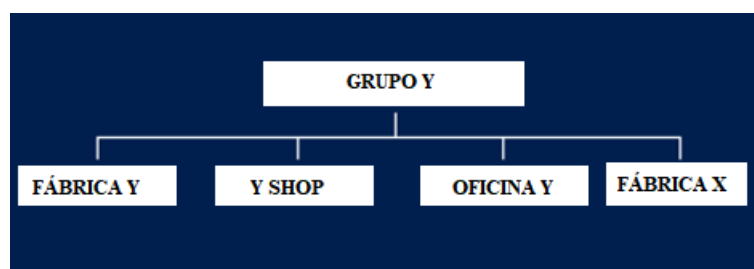 GRUPO Y
FÁBRICA Y
Y SHOP
OFICINA Y
FÁBRICA X